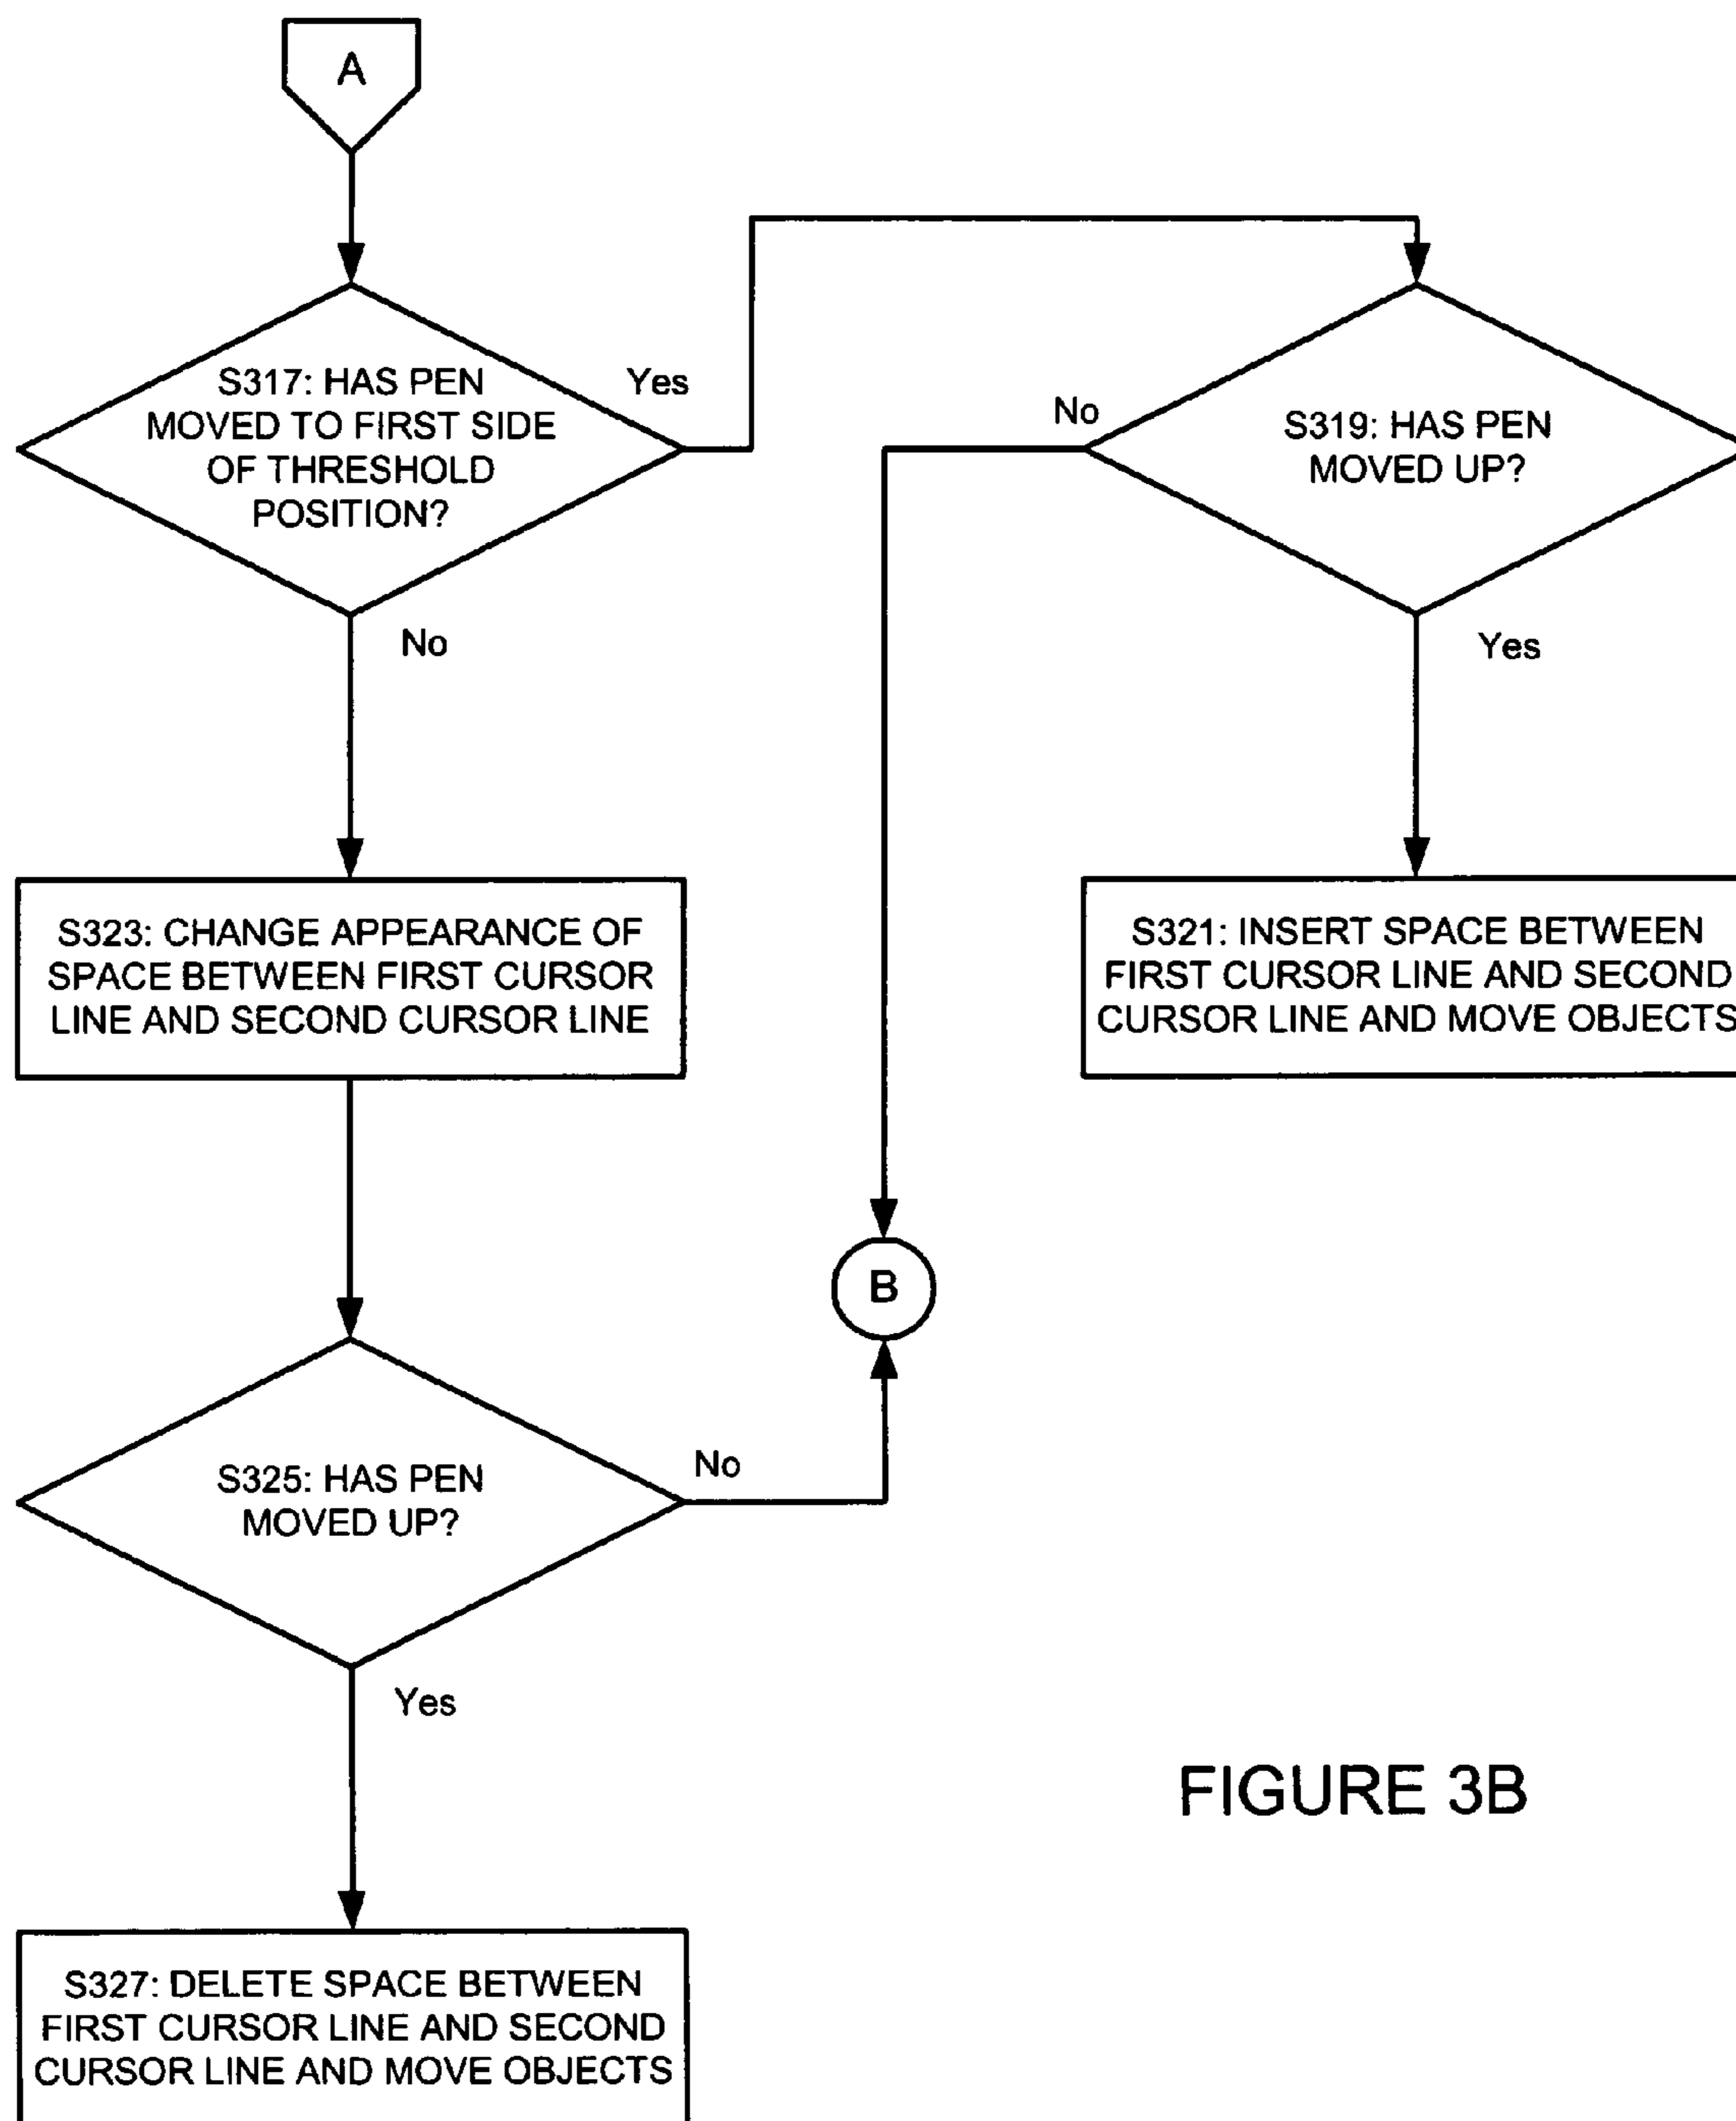 A
S317: HAS PEN
MOVED TO FIRST SIDE
OF THRESHOLD
POSITION?
Yes
No
No
S319: HAS PEN
MOVED UP?
Yes
S323: CHANGE APPEARANCE OF
SPACE BETWEEN FIRST CURSOR
LINE AND SECOND CURSOR LINE
S321: INSERT SPACE BETWEEN
FIRST CURSOR LINE AND SECOND
CURSOR LINE AND MOVE OBJECTS
B
S325: HAS PEN
MOVED UP?
No
Yes
S327: DELETE SPACE BETWEEN
FIRST CURSOR LINE AND SECOND
CURSOR LINE AND MOVE OBJECTS
FIGURE 3B